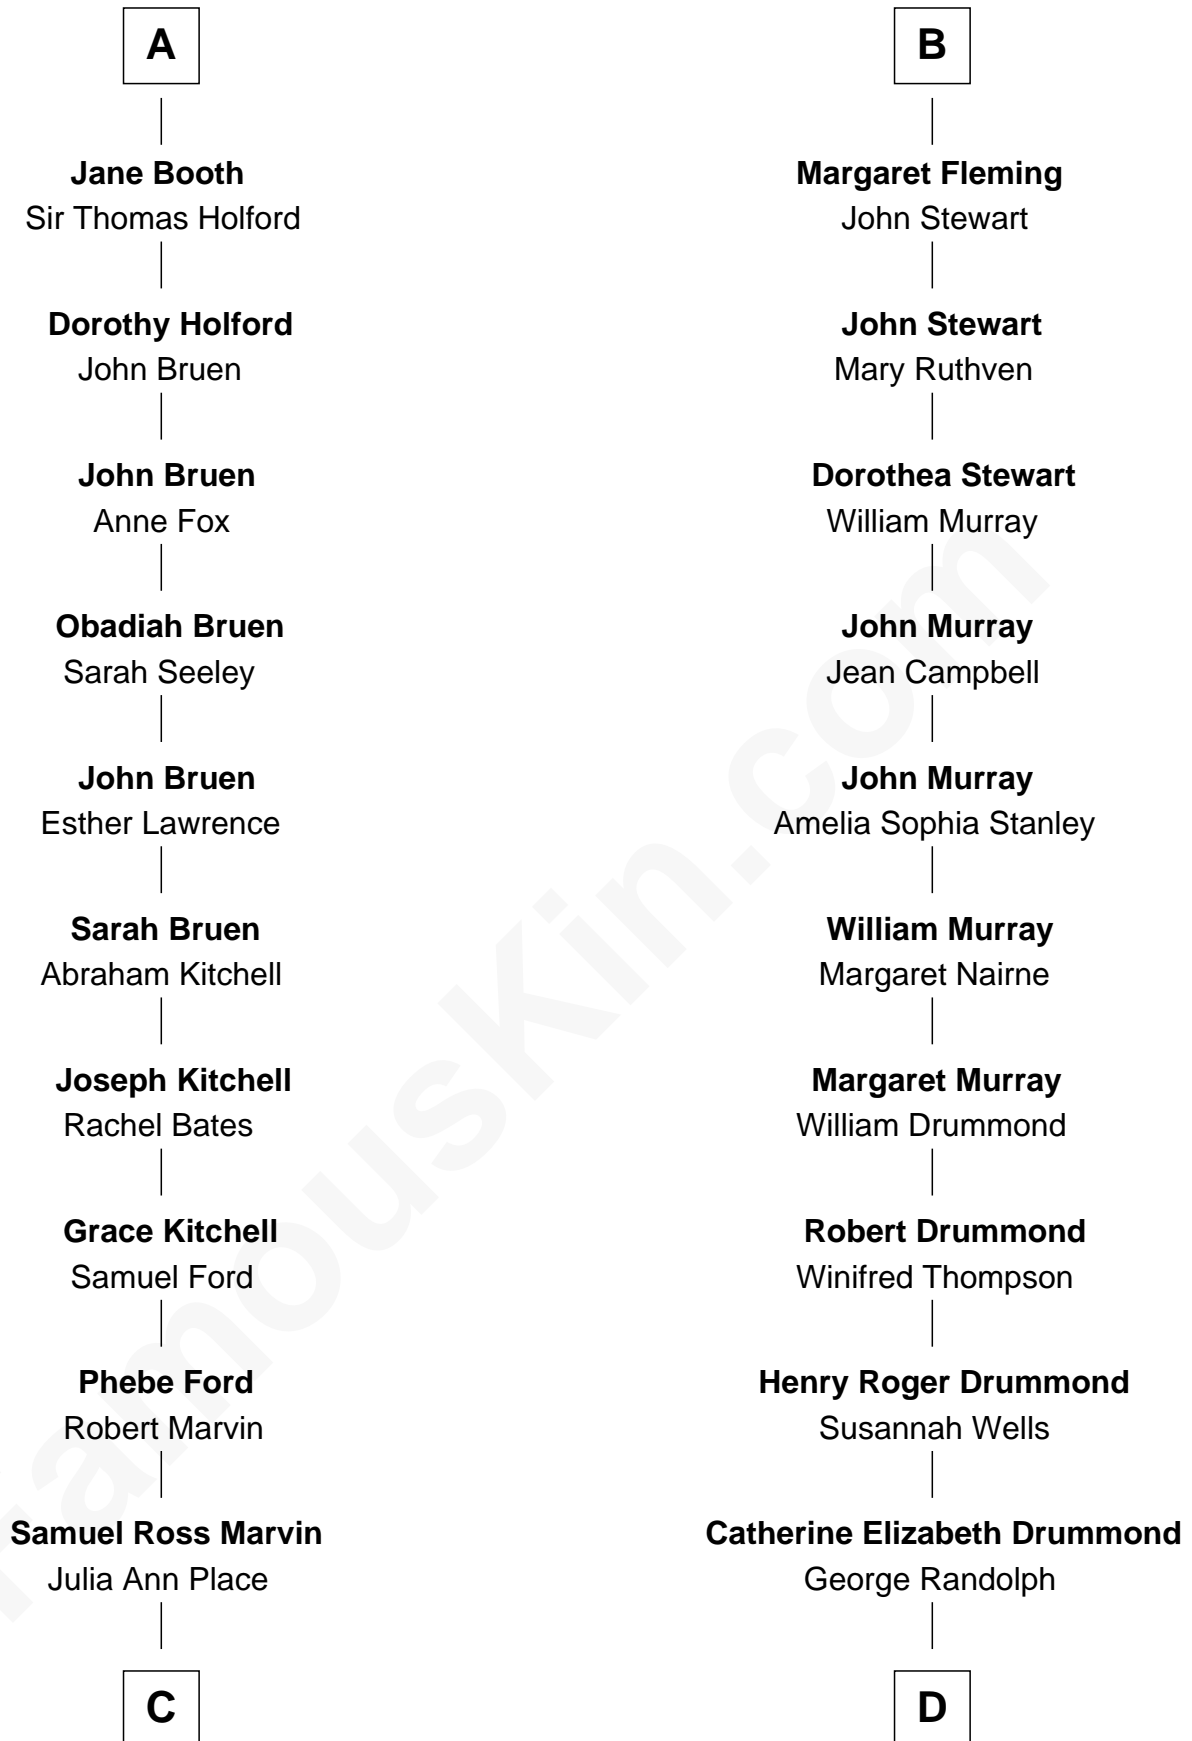 A
Jane Booth
Sir Thomas Holford
Dorothy Holford
John Bruen
John Bruen
Anne Fox
Obadiah Bruen
Sarah Seeley
John Bruen
Esther Lawrence
Sarah Bruen
Abraham Kitchell
Joseph Kitchell
Rachel Bates
Grace Kitchell
Samuel Ford
Phebe Ford
Robert Marvin
Samuel Ross Marvin
Julia Ann Place
C
B
Margaret Fleming
John Stewart
John Stewart
Mary Ruthven
Dorothea Stewart
William Murray
John Murray
Jean Campbell
John Murray
Amelia Sophia Stanley
William Murray
Margaret Nairne
Margaret Murray
William Drummond
Robert Drummond
Winifred Thompson
Henry Roger Drummond
Susannah Wells
Catherine Elizabeth Drummond
George Randolph
D
FamousKin.com